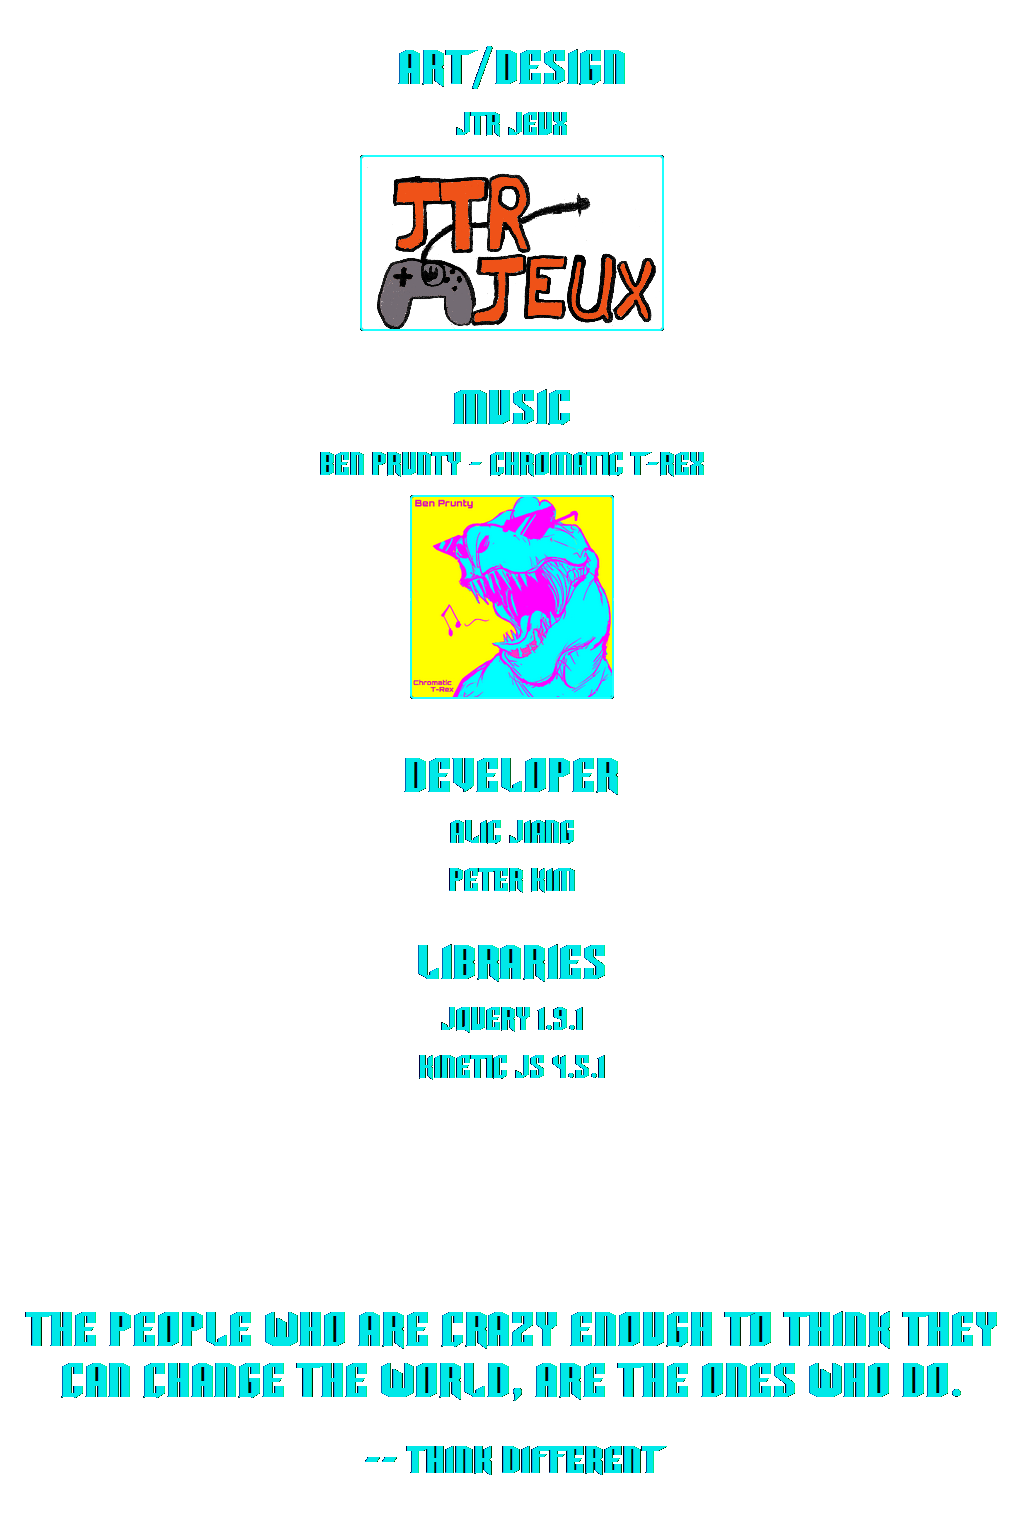 ART/DESIGN
JTR JEUX
JTR
JEUX
MUSIC
BEN PRUNTY - CHROMATIC T-REX
Ben Prunty
Chromatic
T-Rex
DEVELOPER
ALIC JIANG
PETER KIM
LIBRARIES
JQUERY 1.9.1
KINETIC JS 4.5.1
THE PEOPLE WHO ARE CRAZY ENOUGH TO THINK THEY
CAN CHANGE THE WORLD, ARE THE ONES WHO DO.
-- THINK DIFFERENT